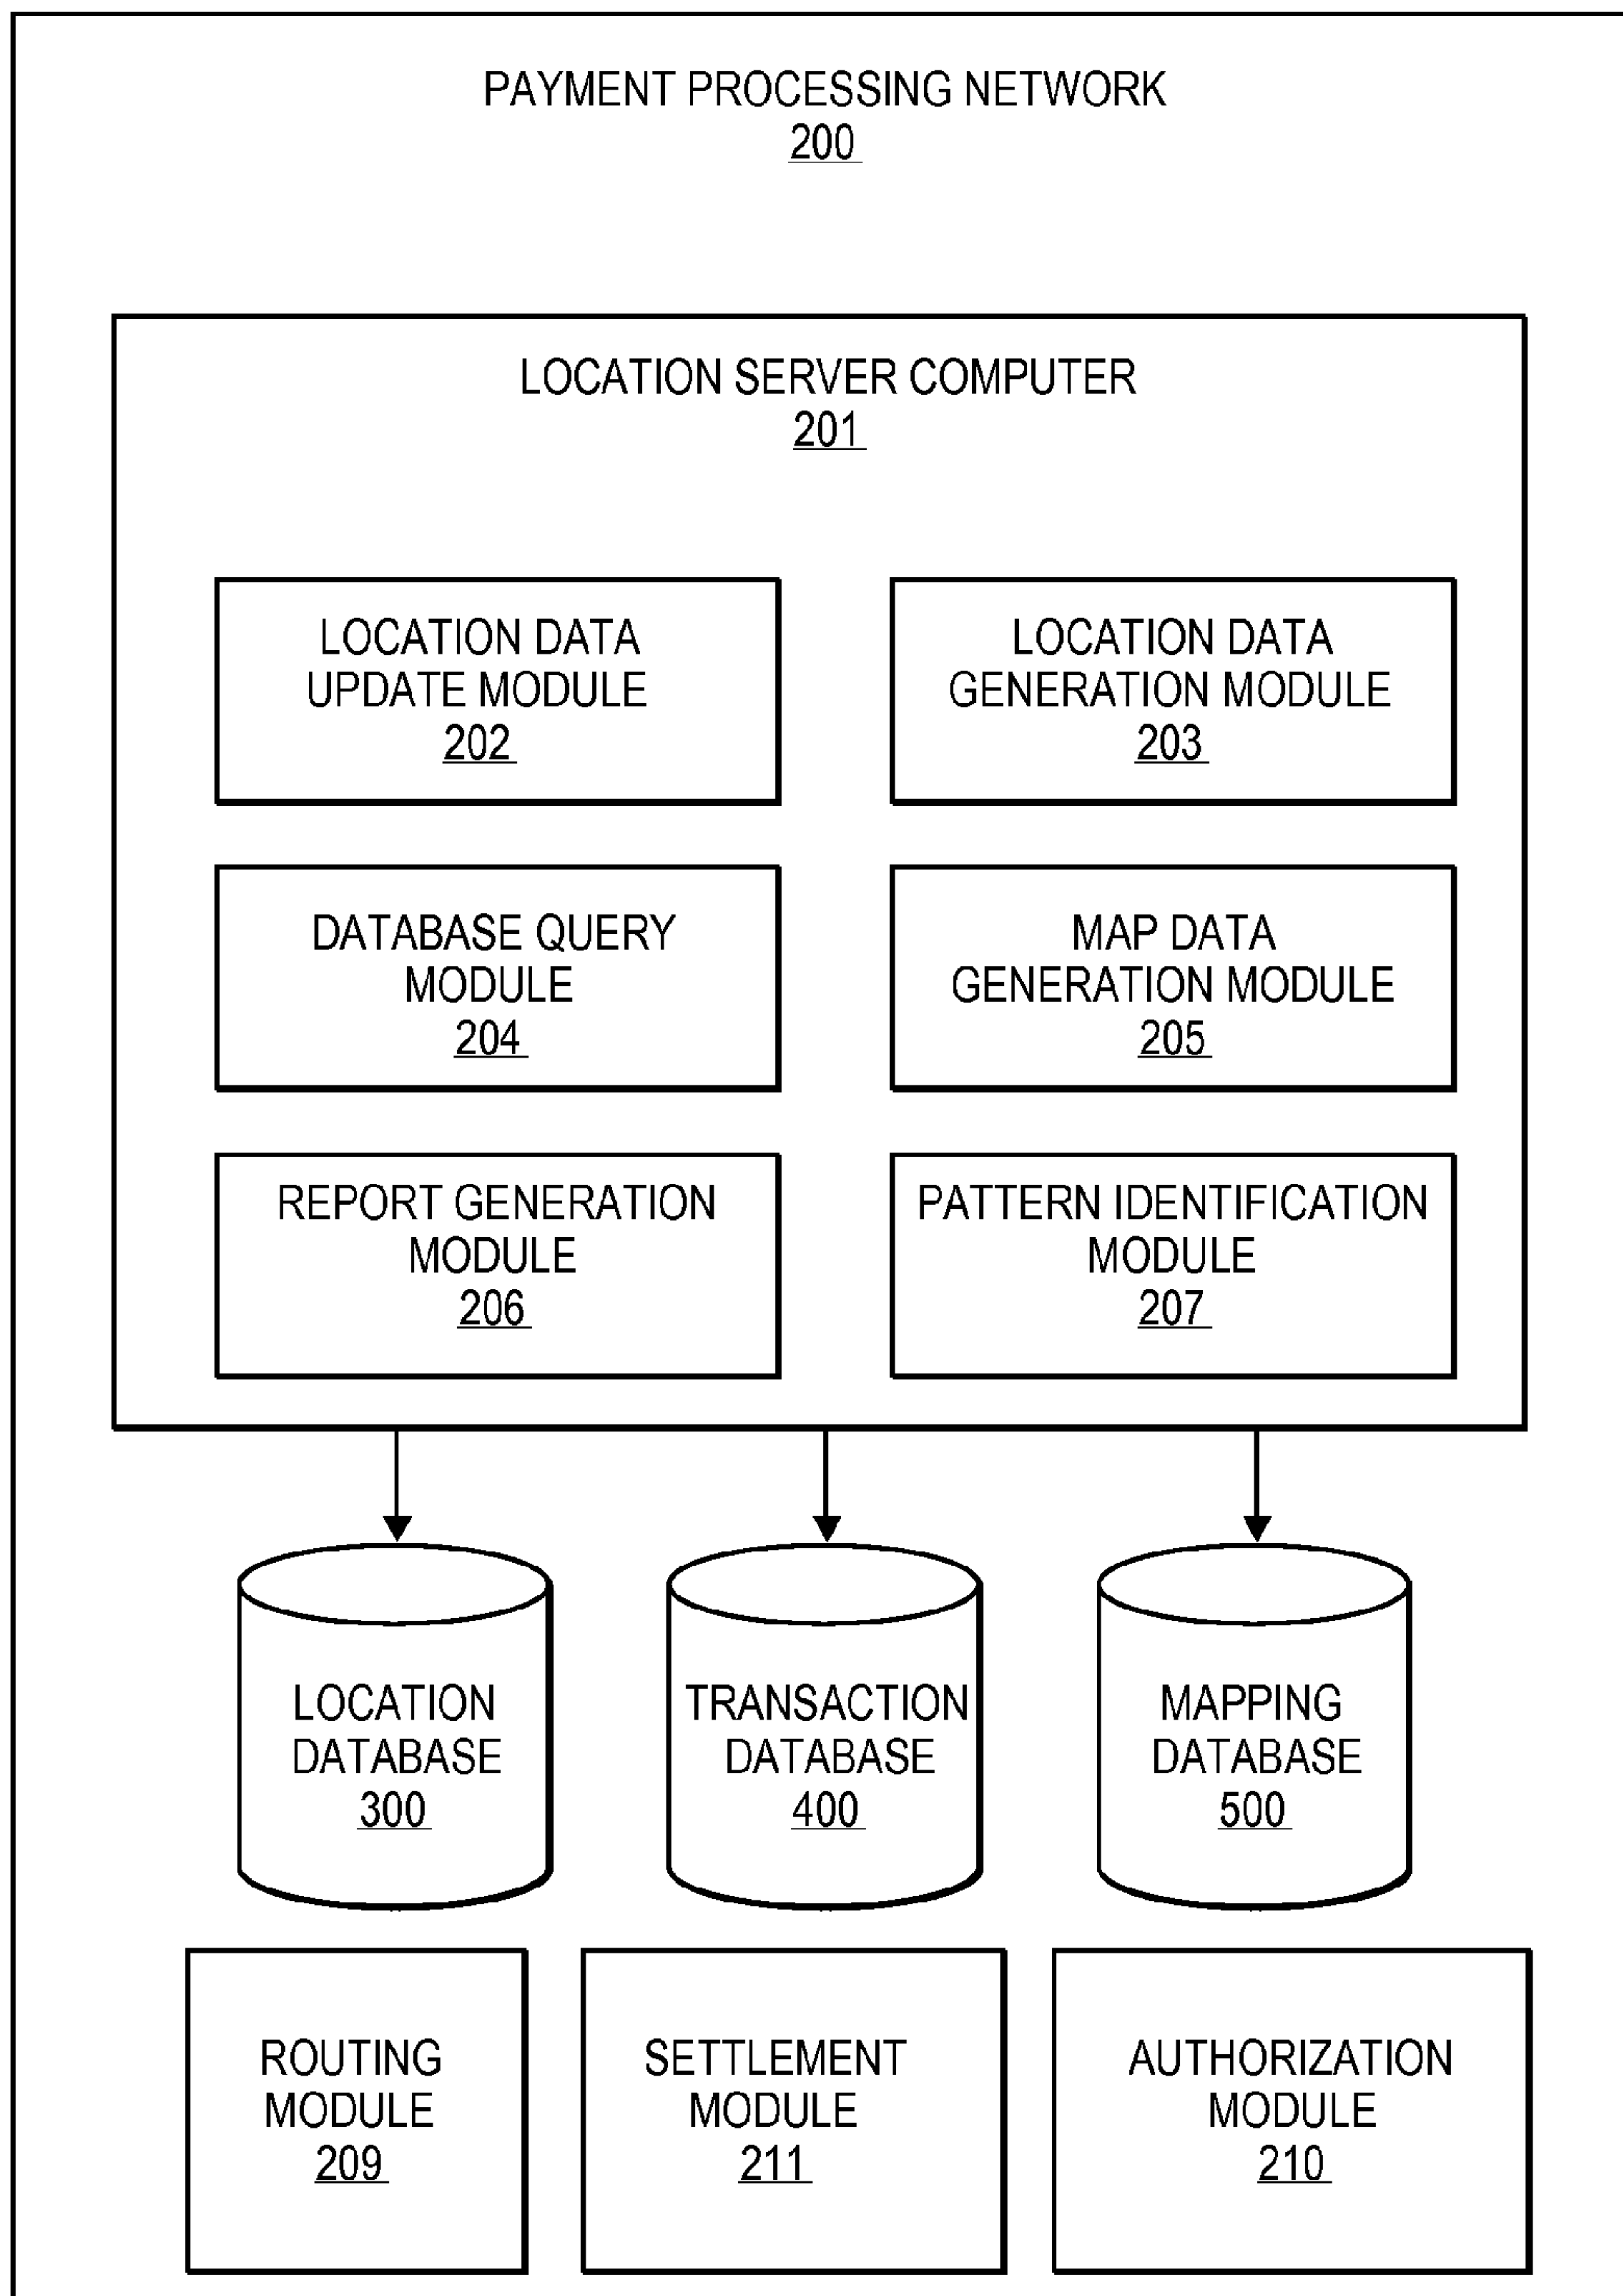 PAYMENT PROCESSING NETWORK
200
LOCATION SERVER COMPUTER
201
LOCATION DATA
UPDATE MODULE
202
LOCATION DATA
GENERATION MODULE
203
DATABASE QUERY
MODULE
204
MAP DATA
GENERATION MODULE
205
REPORT GENERATION
MODULE
206
PATTERN IDENTIFICATION
MODULE
207
LOCATION
DATABASE
300
TRANSACTION
DATABASE
400
MAPPING
DATABASE
500
ROUTING
MODULE
209
SETTLEMENT
MODULE
211
AUTHORIZATION
MODULE
210